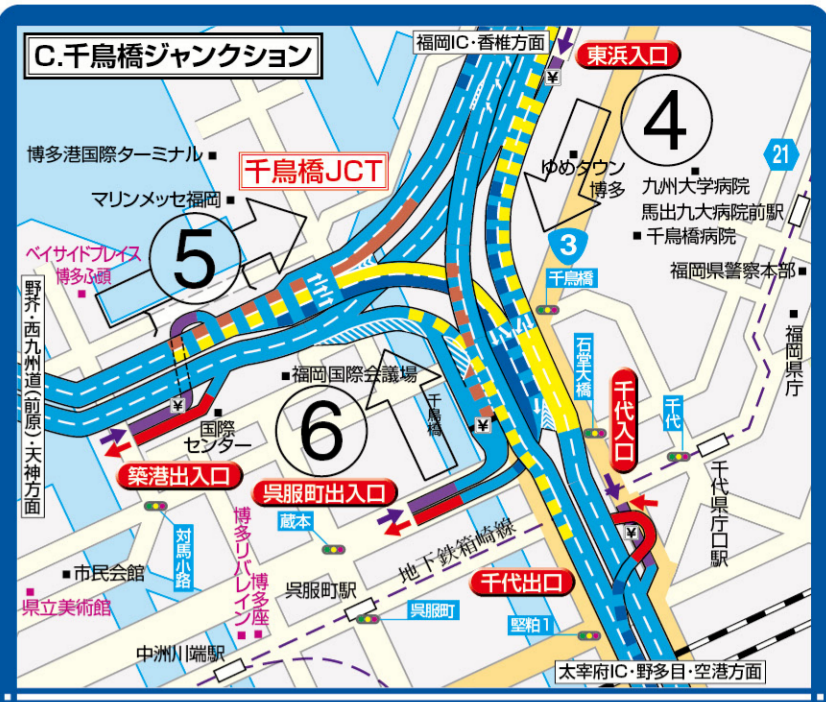 C.千鳥橋ジャンクション
福岡IC・香椎方面
東浜入口
¥
4
21
博多港国際ターミナル
千鳥橋JCT
ゆめタウン
博多
九州大学病院
マリンメッセ福岡
馬出九大病院前駅
5
3
千鳥橋病院
ベイサイドプレイス
博多ふ頭
千鳥橋
福岡県警察本部
野芥・西九州道(前原)・天神方面
福岡県庁
石堂大橋
福岡国際会議場
千鳥橋
千代入口
千代
¥
国際
センター
6
¥
築港出入口
呉服町出入口
千代県庁口駅
対馬小路
蔵本
地下鉄箱崎線
¥
博多リバレイン
博多座
市民会館
県立美術館
呉服町駅
千代出口
呉服町
堅粕1
中洲川端駅
太宰府IC・野多目・空港方面